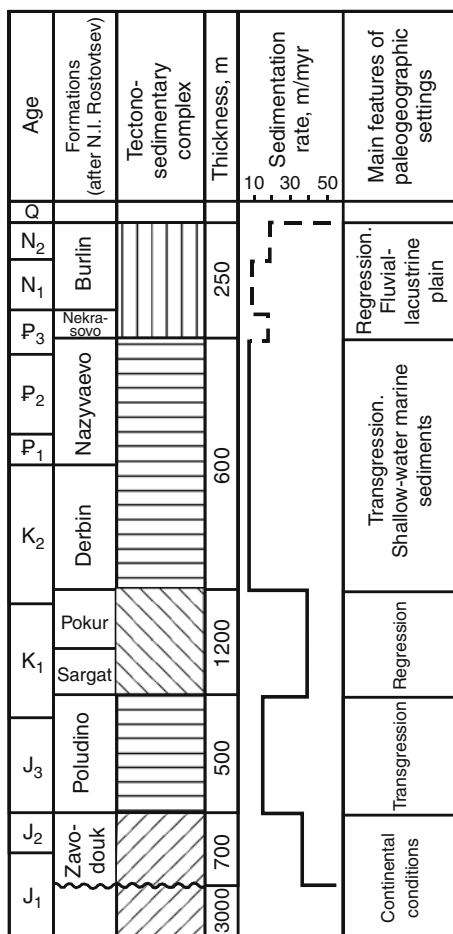 Age
Formations
(after N.I. Rostovtsev)
Tectono-
sedimentary
complex
Thickness, m
Sedimentation
rate, m/myr
10 30 50
Main features of
paleogeographic
settings
Q
N2
N1
Ꝑ3
Ꝑ2
Ꝑ1
K2
K1
J3
J2
J1
Burlin
Nekra-
sovo
Nazyvaevo
Derbin
Pokur
Sargat
Poludino
Zavo-
douk
250
600
1200
500
700
3000
Regression.
Fluvial-
lacustrine
plain
Transgression.
Shallow-water marine
sediments
Regression
Transgression
Continental
conditions